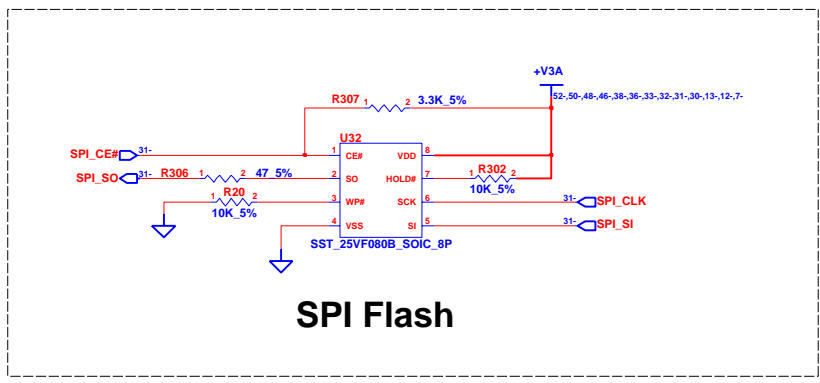 +V3A
52-,50-,48-,46-,38-,36-,33-,32-,31-,30-,13-,12-,7-
R307 1 2 3.3K_5%
U32
SPI_CE# 31- 1 CE# VDD 8
SPI_SO 31- R306 1 2 47_5% 2 SO HOLD# 7 1 R302 2
10K_5%
1 R20 2 3 WP# SCK 6 31- SPI_CLK
10K_5%
4 VSS SI 5 31- SPI_SI
SST_25VF080B_SOIC_8P
SPI Flash